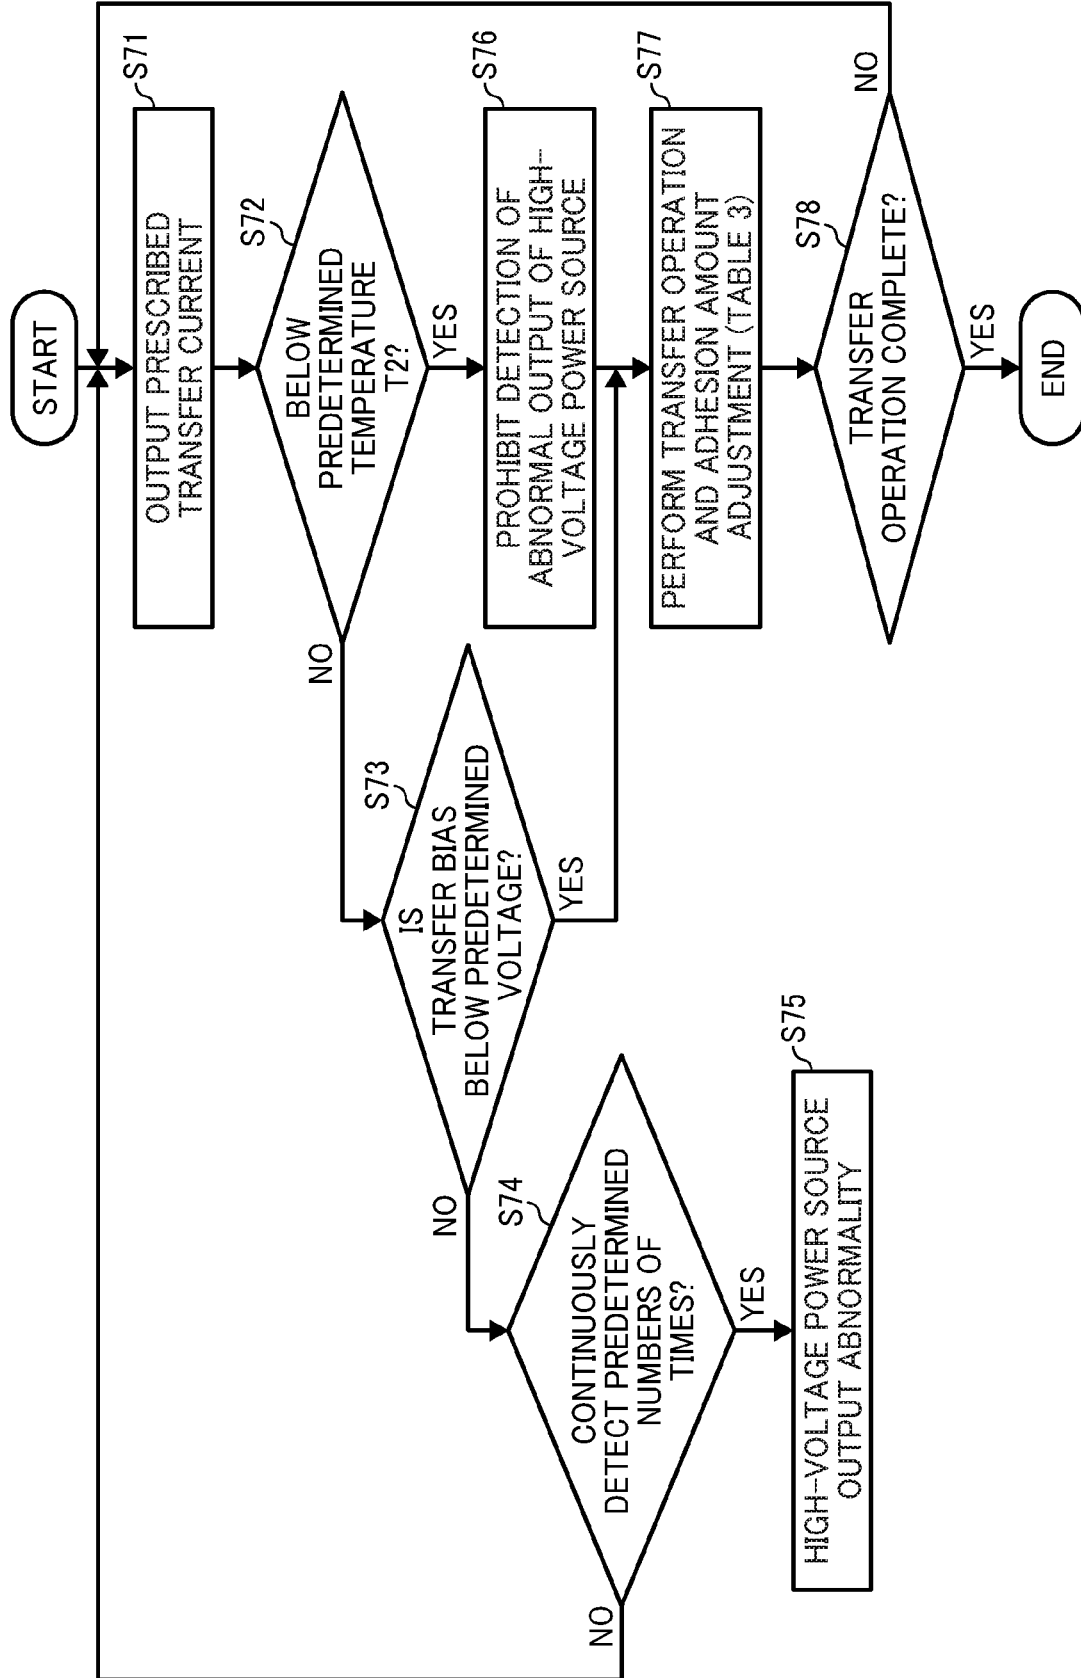 START
S71
OUTPUT PRESCRIBED
TRANSFER CURRENT
S72
BELOW
PREDETERMINED
TEMPERATURE
T2?
NO
YES
S73
IS
TRANSFER BIAS
BELOW PREDETERMINED
VOLTAGE?
NO
YES
S74
CONTINUOUSLY
DETECT PREDETERMINED
NUMBERS OF
TIMES?
NO
YES
S75
HIGH-VOLTAGE POWER SOURCE
OUTPUT ABNORMALITY
S76
PROHIBIT DETECTION OF
ABNORMAL OUTPUT OF HIGH-
VOLTAGE POWER SOURCE
S77
PERFORM TRANSFER OPERATION
AND ADHESION AMOUNT
ADJUSTMENT (TABLE 3)
S78
TRANSFER
OPERATION COMPLETE?
NO
YES
END